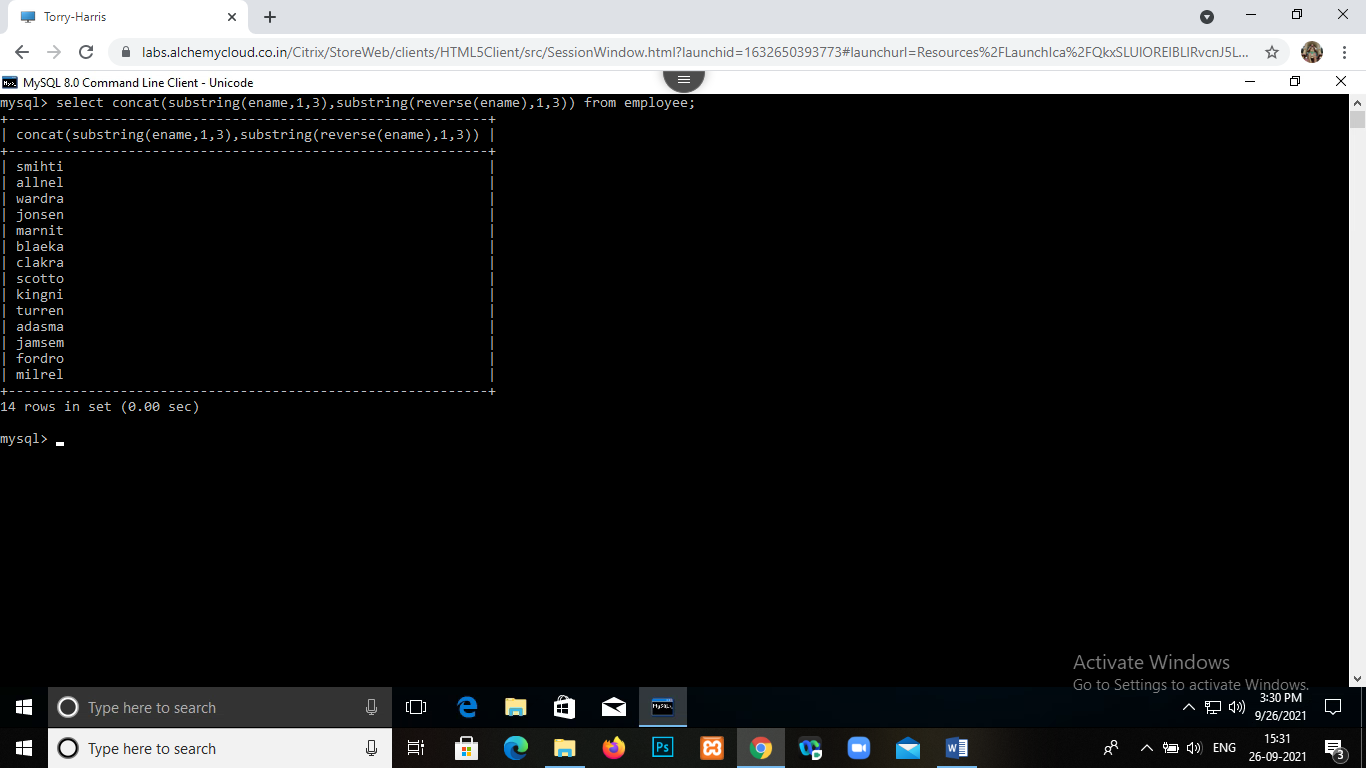 Torry-Harris
labs.alchemycloud.co.in/Citrix/StoreWeb/clients/HTML5Client/src/SessionWindow.html?launchid=1632650393773#launchurl=Resources%2FLaunchIca%2FQkxSLUlOREIBLlRvcnJ5L...
MySQL 8.0 Command Line Client - Unicode
mysql> select concat(substring(ename,1,3),substring(reverse(ename),1,3)) from employee;
+------------------------------------------------------------+
| concat(substring(ename,1,3),substring(reverse(ename),1,3)) |
+------------------------------------------------------------+
| smihti |
| allnel |
| wardra |
| jonsen |
| marnit |
| blaeka |
| clakra |
| scotto |
| kingni |
| turren |
| adasma |
| jamsem |
| fordro |
| milrel |
+------------------------------------------------------------+
14 rows in set (0.00 sec)
mysql>
Activate Windows
Go to Settings to activate Windows.
Type here to search
MySQL
3:30 PM
9/26/2021
Type here to search
Ps
ENG
15:31
26-09-2021
3